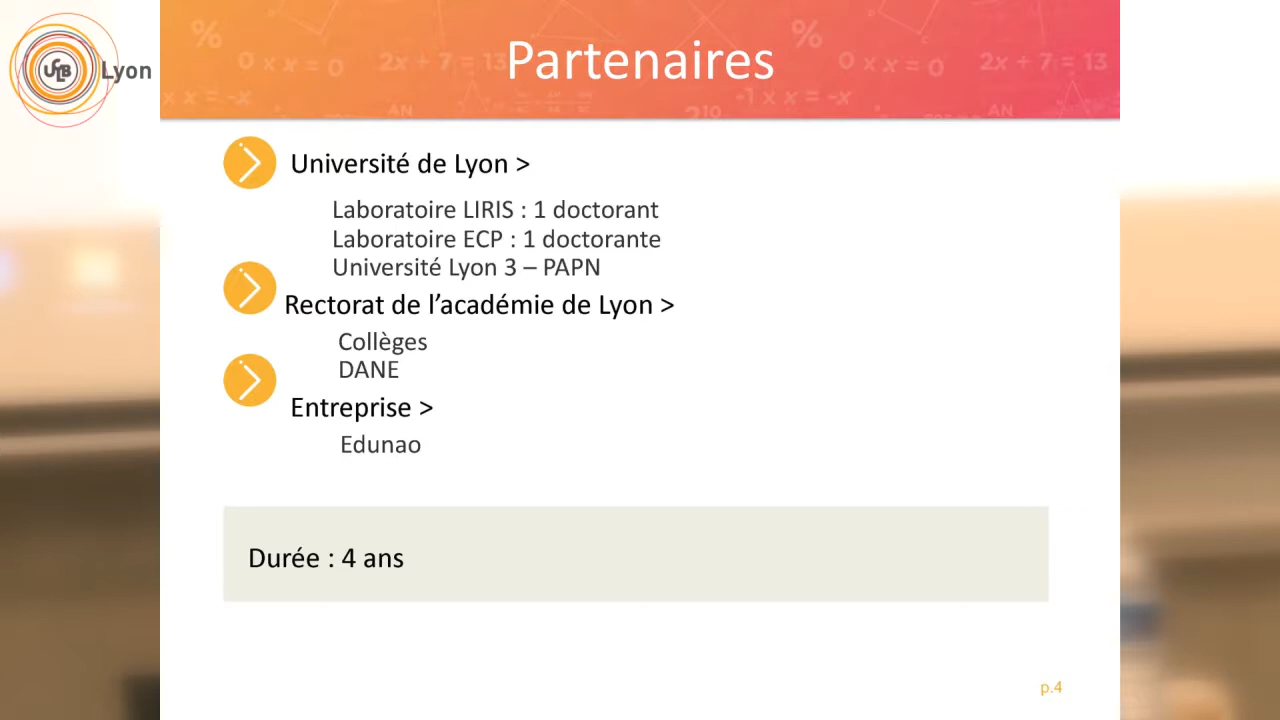 Lyon
Partenaires
Université de Lyon >
Laboratoire LIRIS : 1 doctorant
Laboratoire ECP : 1 doctorante
Université Lyon 3 – PAPN
Rectorat de l’académie de Lyon >
Collèges
DANE
Entreprise >
Edunao
Durée : 4 ans
p.4